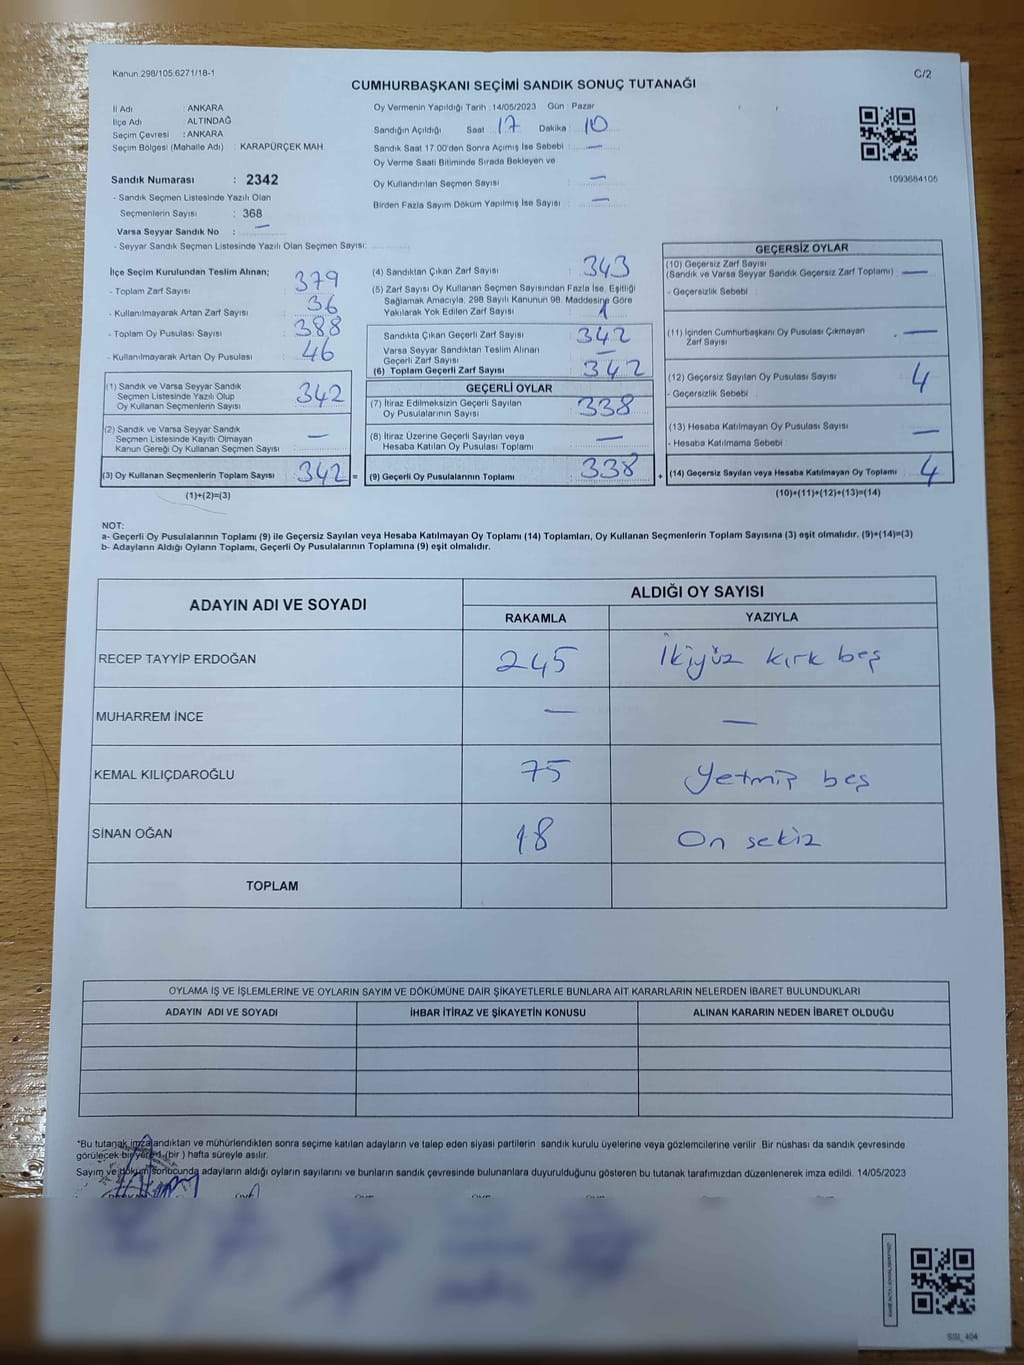 Kanun.298/105.6271/18-1
C/2
CUMHURBAŞKANI SEÇİMİ SANDIK SONUÇ TUTANAĞI
İl Adı : ANKARA
İlçe Adı : ALTINDAĞ
Seçim Çevresi : ANKARA
Seçim Bölgesi (Mahalle Adı) : KARAPÜRÇEK MAH
Sandık Numarası : 2342
- Sandık Seçmen Listesinde Yazılı Olan
Seçmenlerin Sayısı : 368
Varsa Seyyar Sandık No : —
- Seyyar Sandık Seçmen Listesinde Yazılı Olan Seçmen Sayısı:
Oy Vermenin Yapıldığı Tarih : 14/05/2023 Gün : Pazar
Sandığın Açıldığı Saat 17 Dakika : 10
Sandık Saat 17.00'den Sonra Açımış İse Sebebi : —
Oy Verme Saati Bitiminde Sırada Bekleyen ve
Oy Kullandırılan Seçmen Sayısı : —
Birden Fazla Sayım Döküm Yapılmış İse Sayısı : —
1093684105
İlçe Seçim Kurulundan Teslim Alınan;
- Toplam Zarf Sayısı 379
- Kullanılmayarak Artan Zarf Sayısı 36
- Toplam Oy Pusulası Sayısı 388
- Kullanılmayarak Artan Oy Pusulası 46
(1) Sandık ve Varsa Seyyar Sandık
Seçmen Listesinde Yazılı Olup
Oy Kullanan Seçmenlerin Sayısı 342
(2) Sandık ve Varsa Seyyar Sandık
Seçmen Listesinde Kayıtlı Olmayan
Kanun Gereği Oy Kullanan Seçmen Sayısı —
(3) Oy Kullanan Seçmenlerin Toplam Sayısı 342 =
(1)+(2)=(3)
(4) Sandıktan Çıkan Zarf Sayısı 343
(5) Zarf Sayısı Oy Kullanan Seçmen Sayısından Fazla İse, Eşitliği
Sağlamak Amacıyla; 298 Sayılı Kanunun 98. Maddesine Göre
Yakılarak Yok Edilen Zarf Sayısı : 1
Sandıkta Çıkan Geçerli Zarf Sayısı 342
Varsa Seyyar Sandıktan Teslim Alınan
Geçerli Zarf Sayısı —
(6) Toplam Geçerli Zarf Sayısı 342
GEÇERLİ OYLAR
(7) İtiraz Edilmeksizin Geçerli Sayılan
Oy Pusulalarının Sayısı 338
(8) İtiraz Üzerine Geçerli Sayılan veya
Hesaba Katılan Oy Pusulası Toplamı —
(9) Geçerli Oy Pusulalarının Toplamı 338 +
GEÇERSİZ OYLAR
(10) Geçersiz Zarf Sayısı
(Sandık ve Varsa Seyyar Sandık Geçersiz Zarf Toplamı) —
- Geçersizlik Sebebi :
(11) İçinden Cumhurbaşkanı Oy Pusulası Çıkmayan
Zarf Sayısı —
(12) Geçersiz Sayılan Oy Pusulası Sayısı 4
- Geçersizlik Sebebi
(13) Hesaba Katılmayan Oy Pusulası Sayısı —
- Hesaba Katılmama Sebebi :
(14) Geçersiz Sayılan veya Hesaba Katılmayan Oy Toplamı 4
(10)+(11)+(12)+(13)=(14)
NOT:
a- Geçerli Oy Pusulalarının Toplamı (9) ile Geçersiz Sayılan veya Hesaba Katılmayan Oy Toplamı (14) Toplamları, Oy Kullanan Seçmenlerin Toplam Sayısına (3) eşit olmalıdır. (9)+(14)=(3)
b- Adayların Aldığı Oyların Toplamı, Geçerli Oy Pusulalarının Toplamına (9) eşit olmalıdır.
ADAYIN ADI VE SOYADI
ALDIĞI OY SAYISI
RAKAMLA YAZIYLA
RECEP TAYYİP ERDOĞAN 245 İkiyüz kırk beş
MUHARREM İNCE — —
KEMAL KILIÇDAROĞLU 75 Yetmiş beş
SİNAN OĞAN 18 On sekiz
TOPLAM
OYLAMA İŞ VE İŞLEMLERİNE VE OYLARIN SAYIM VE DÖKÜMÜNE DAİR ŞİKAYETLERLE BUNLARA AİT KARARLARIN NELERDEN İBARET BULUNDUKLARI
ADAYIN ADI VE SOYADI İHBAR İTİRAZ VE ŞİKAYETİN KONUSU ALINAN KARARIN NEDEN İBARET OLDUĞU
*Bu tutanak imzalandıktan ve mühürlendikten sonra seçime katılan adayların ve talep eden siyasi partilerin sandık kurulu üyelerine veya gözlemcilerine verilir. Bir nüshası da sandık çevresinde
görülecek bir yere 1 (bir) hafta süreyle asılır.
Sayım ve döküm sonucunda adayların aldığı oyların sayılarını ve bunların sandık çevresinde bulunanlara duyurulduğunu gösteren bu tutanak tarafımızdan düzenlenerek imza edildi. 14/05/2023
SSI_404